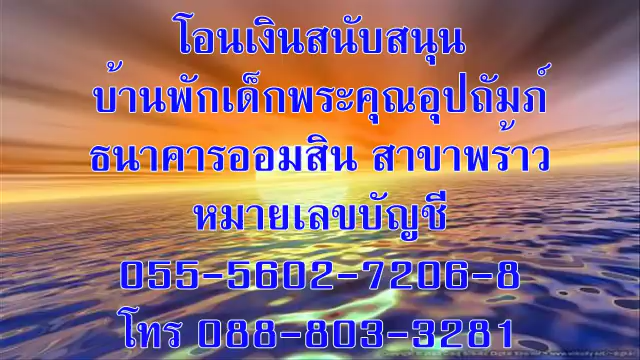 โอนเงินสนับสนุน
บ้านพักเด็กพระคุณอุปถัมภ์
ธนาคารออมสิน สาขาพร้าว
หมายเลขบัญชี
055-5602-7206-8
โทร 088-803-3281